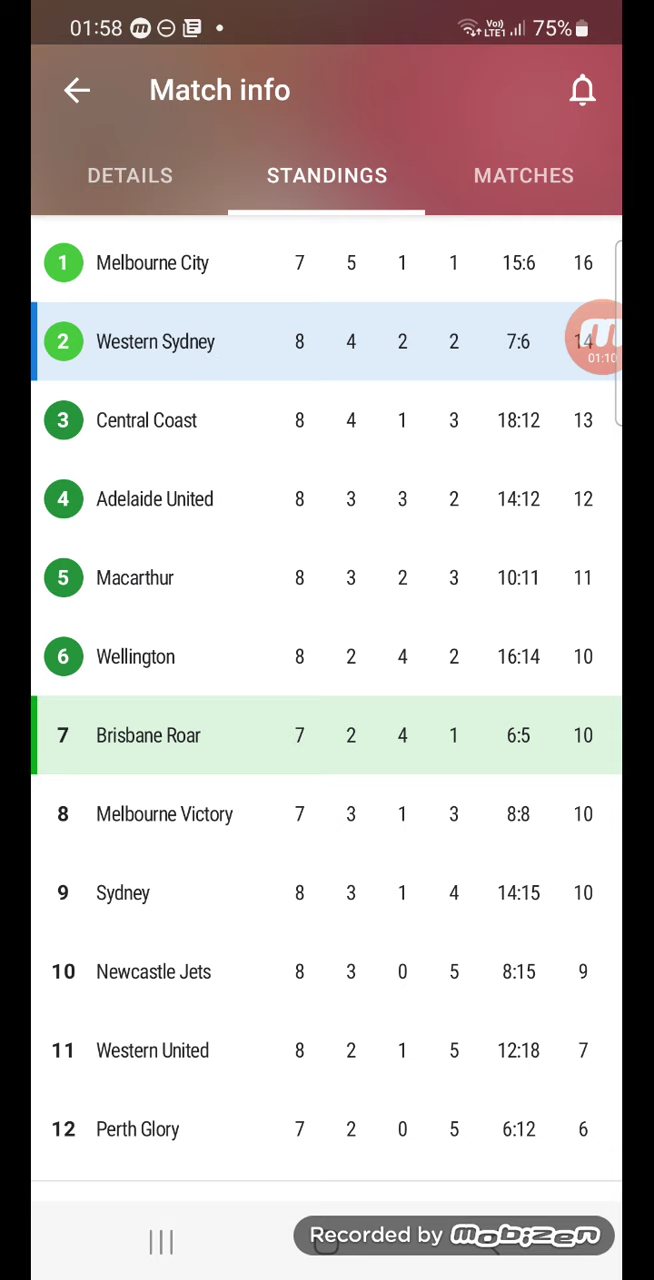 01:58 m Vo)) LTE1 75%
Match info
DETAILS STANDINGS MATCHES
1 Melbourne City 7 5 1 1 15:6 16
2 Western Sydney 8 4 2 2 7:6 14
m 01:10
3 Central Coast 8 4 1 3 18:12 13
4 Adelaide United 8 3 3 2 14:12 12
5 Macarthur 8 3 2 3 10:11 11
6 Wellington 8 2 4 2 16:14 10
7 Brisbane Roar 7 2 4 1 6:5 10
8 Melbourne Victory 7 3 1 3 8:8 10
9 Sydney 8 3 1 4 14:15 10
10 Newcastle Jets 8 3 0 5 8:15 9
11 Western United 8 2 1 5 12:18 7
12 Perth Glory 7 2 0 5 6:12 6
Recorded by mobizen